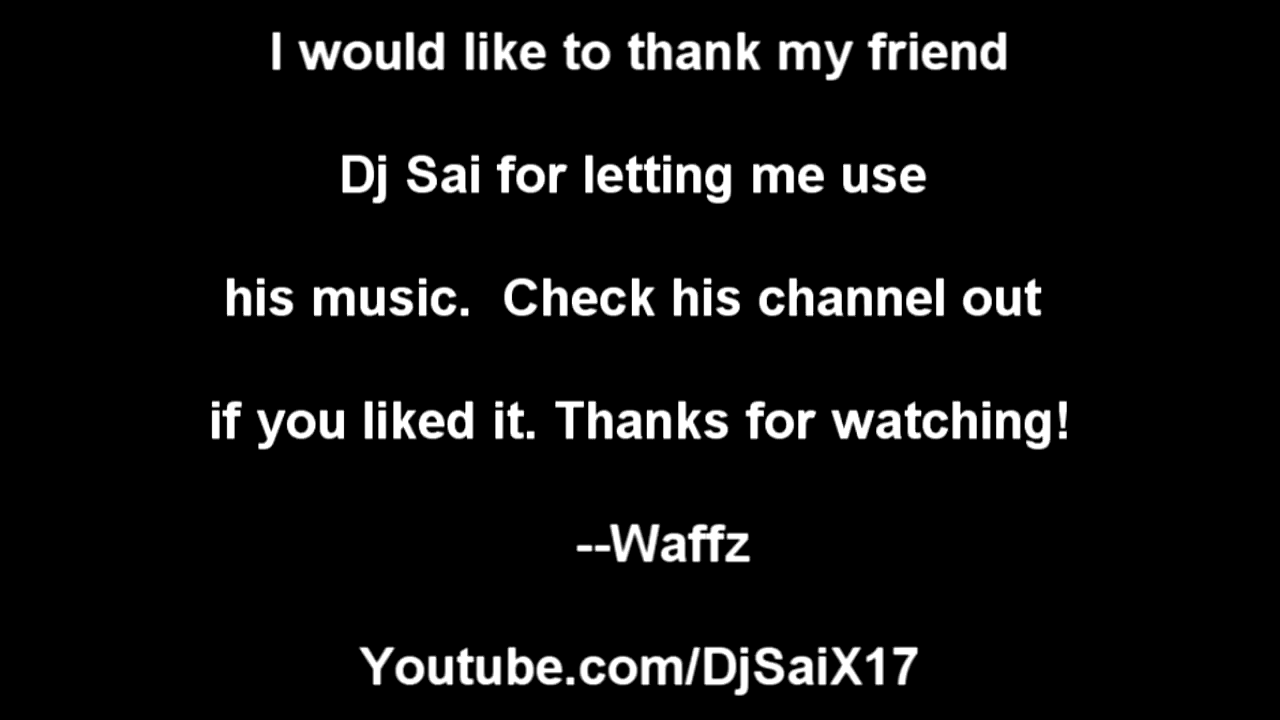 I would like to thank my friend
Dj Sai for letting me use
his music.  Check his channel out
if you liked it. Thanks for watching!
--Waffz
Youtube.com/DjSaiX17